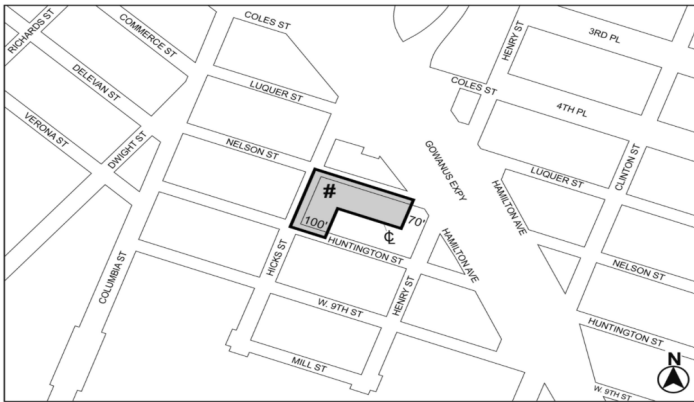 RICHARDS ST
COMMERCE ST
COLES ST
HENRY ST
3RD PL
DELEVAN ST
LUQUER ST
COLES ST
4TH PL
VERONA ST
DWIGHT ST
NELSON ST
GOWANUS EXPY
LUQUER ST
CLINTON ST
#
HAMILTON AVE
100'
70'
CL
HUNTINGTON ST
HAMILTON AVE
COLUMBIA ST
HICKS ST
HENRY ST
NELSON ST
W. 9TH ST
HUNTINGTON ST
MILL ST
N
W. 9TH ST